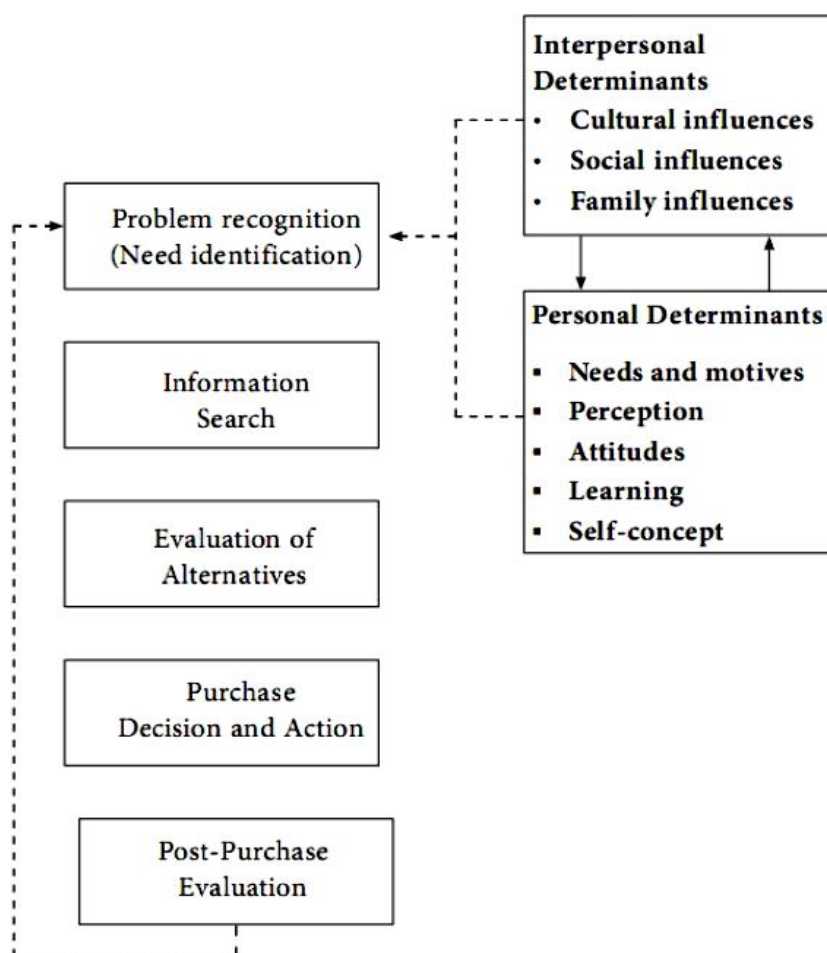 Interpersonal
Determinants
• Cultural influences
• Social influences
• Family influences
Problem recognition
(Need identification)
Personal Determinants
▪ Needs and motives
▪ Perception
▪ Attitudes
▪ Learning
▪ Self-concept
Information
Search
Evaluation of
Alternatives
Purchase
Decision and Action
Post-Purchase
Evaluation